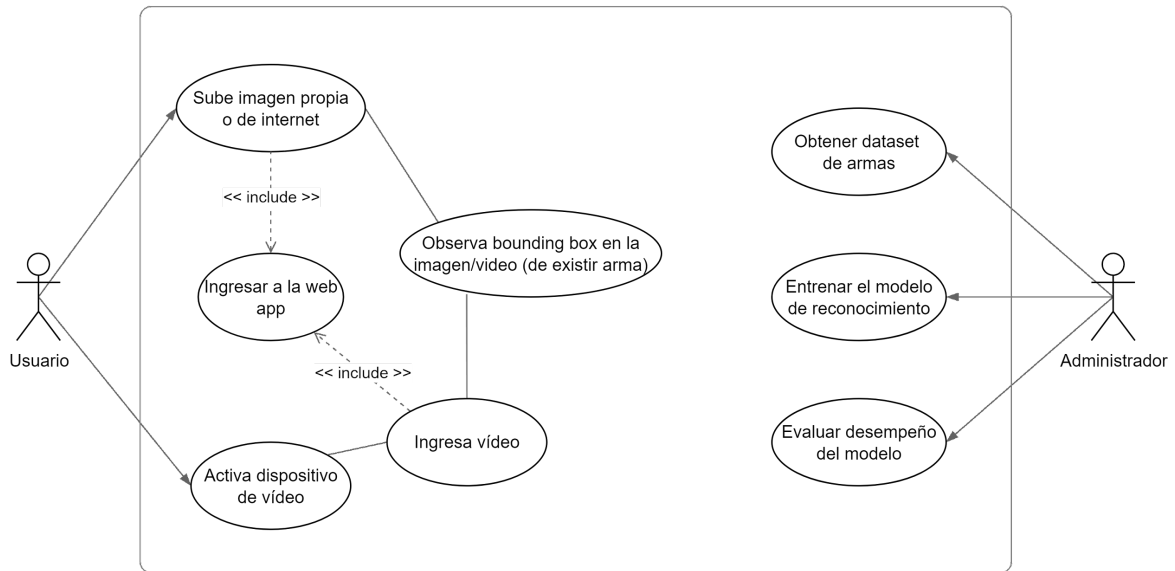 Sube imagen propia
o de internet
<< include >>
Ingresar a la web
app
<< include >>
Observa bounding box en la
imagen/video (de existir arma)
Ingresa vídeo
Activa dispositivo
de vídeo
Usuario
Obtener dataset
de armas
Entrenar el modelo
de reconocimiento
Evaluar desempeño
del modelo
Administrador